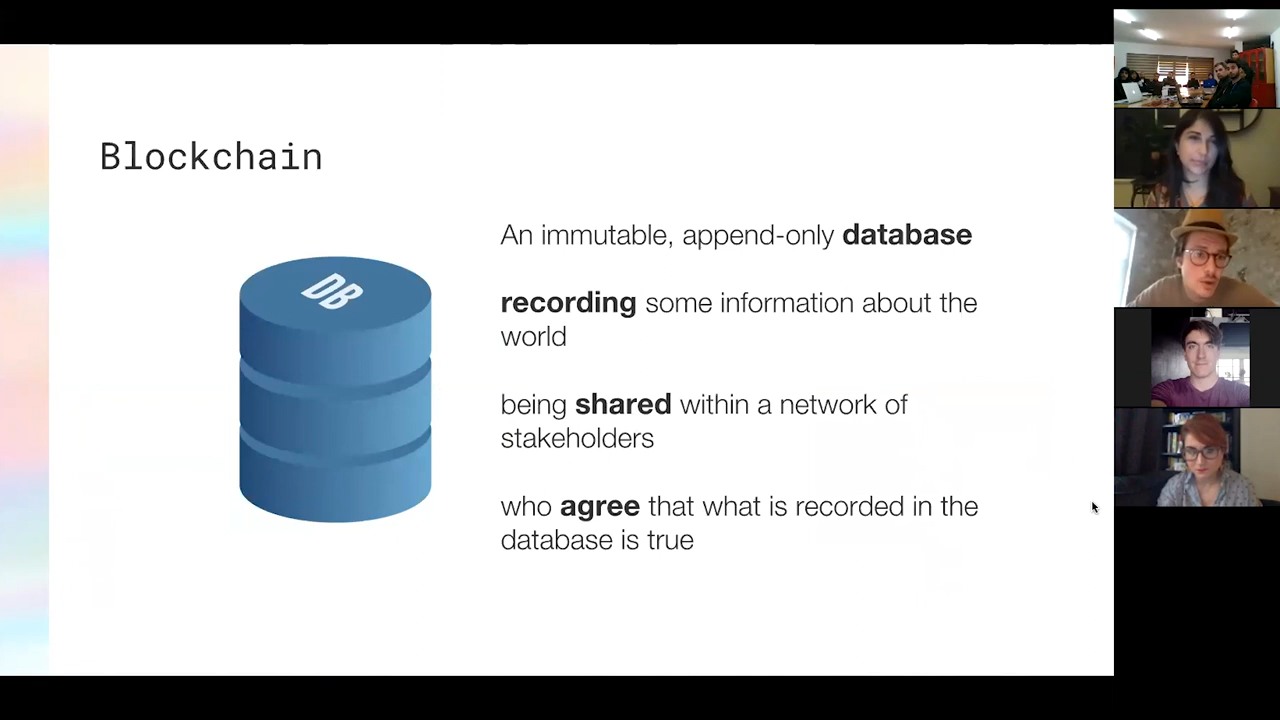 Blockchain
DB
An immutable, append-only database
recording some information about the
world
being shared within a network of
stakeholders
who agree that what is recorded in the
database is true